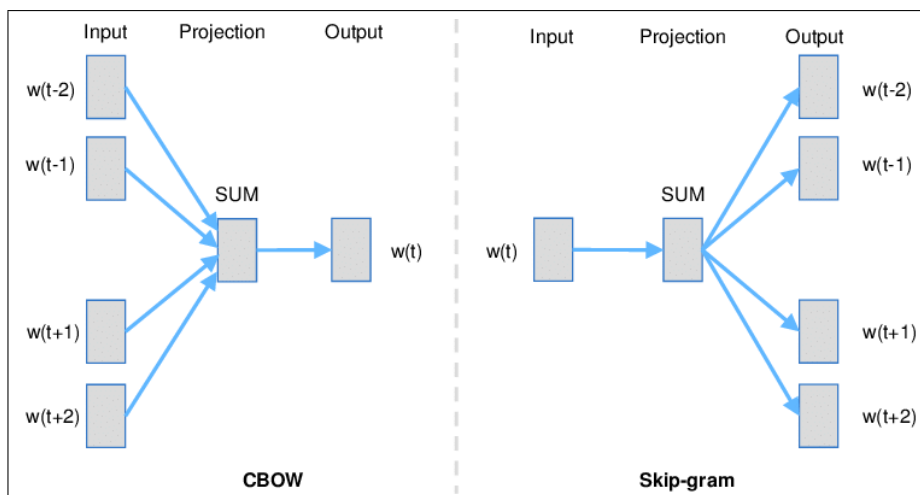 Input Projection Output
w(t-2)
w(t-1)
SUM
w(t)
w(t+1)
w(t+2)
CBOW
Input Projection Output
w(t-2)
w(t-1)
SUM
w(t)
w(t+1)
w(t+2)
Skip-gram